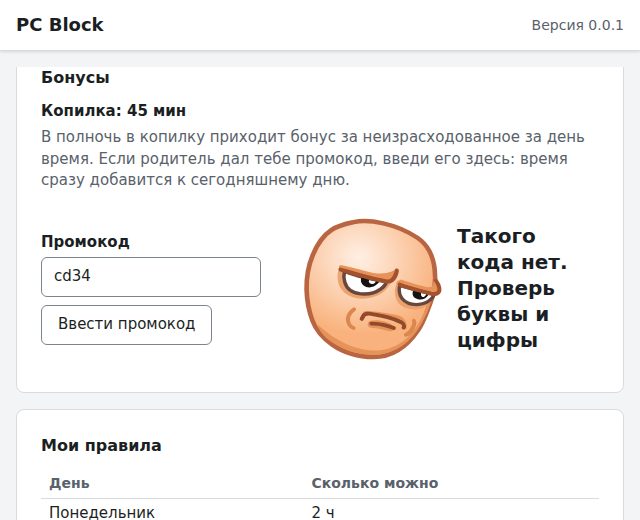 PC Block
Версия 0.0.1
Бонусы
Копилка: 45 мин
В полночь в копилку приходит бонус за неизрасходованное за день
время. Если родитель дал тебе промокод, введи его здесь: время
сразу добавится к сегодняшнему дню.
Промокод
cd34
Ввести промокод
Такого
кода нет.
Проверь
буквы и
цифры
Мои правила
День
Сколько можно
Понедельник
2 ч